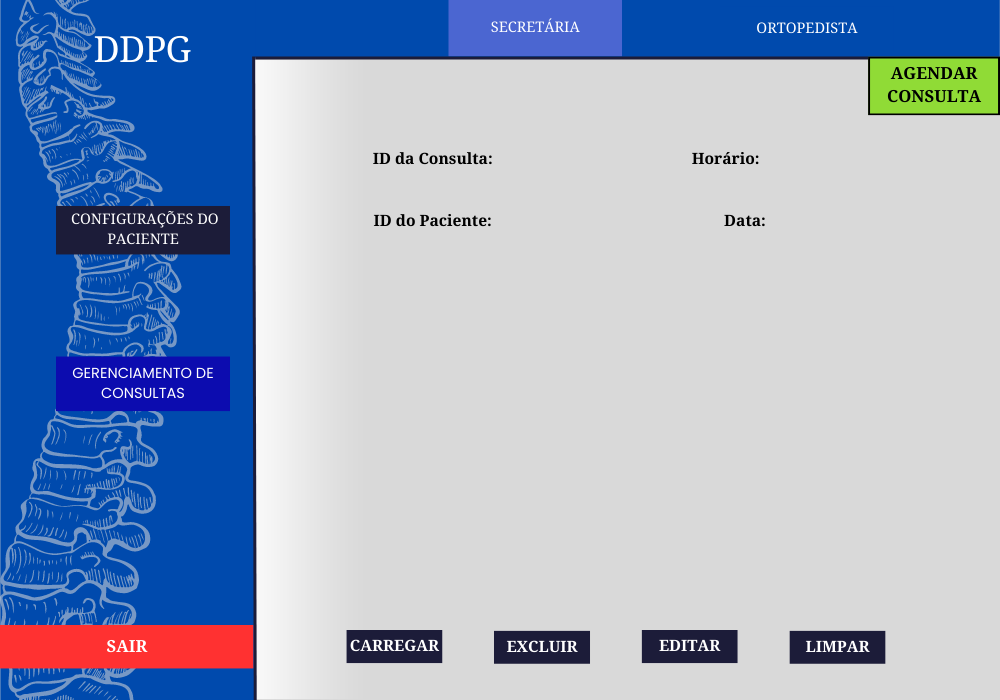 DDPG
SECRETÁRIA
ORTOPEDISTA
AGENDAR
CONSULTA
ID da Consulta:
Horário:
ID do Paciente:
Data:
CONFIGURAÇÕES DO
PACIENTE
GERENCIAMENTO DE
CONSULTAS
SAIR
CARREGAR
EXCLUIR
EDITAR
LIMPAR